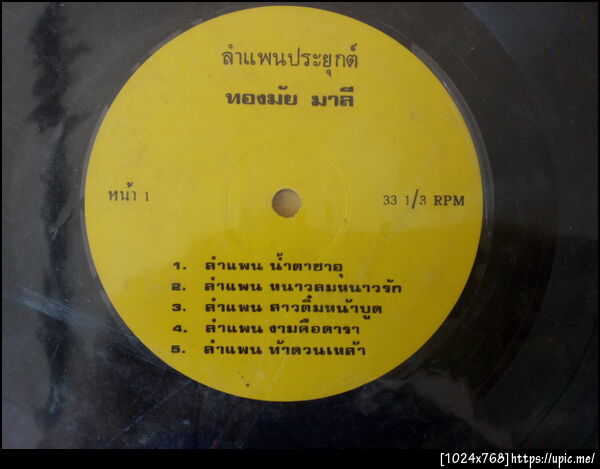 ลำแพนประยุกต์
ทองมัย มาลี
หน้า 1
33 1/3 RPM
1. ลำแพน น้ำตาซาอุ
2. ลำแพน หนาวลมหนาวรัก
3. ลำแพน สาวติ๋มหน้าบูด
4. ลำแพน งามคือดารา
5. ลำแพน ท้าดวนเหล้า
[1024x768]https://upic.me/